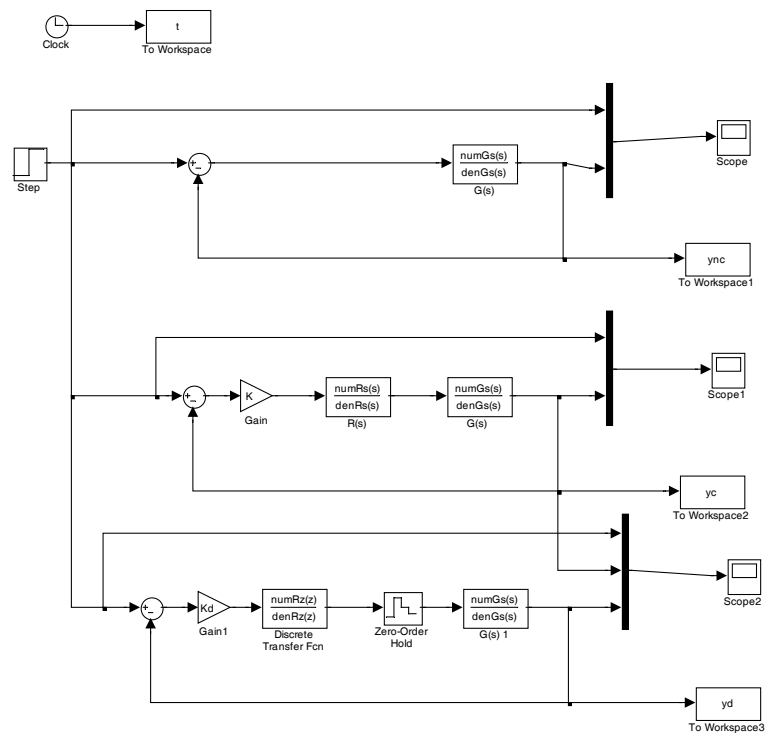 t
Clock
To Workspace
Step
+
−
numGs(s)
denGs(s)
G(s)
Scope
ync
To Workspace1
+
−
K
Gain
numRs(s)
denRs(s)
R(s)
numGs(s)
denGs(s)
G(s)
Scope1
yc
To Workspace2
+
−
Kd
Gain1
numRz(z)
denRz(z)
Discrete
Transfer Fcn
Zero-Order
Hold
numGs(s)
denGs(s)
G(s) 1
Scope2
yd
To Workspace3